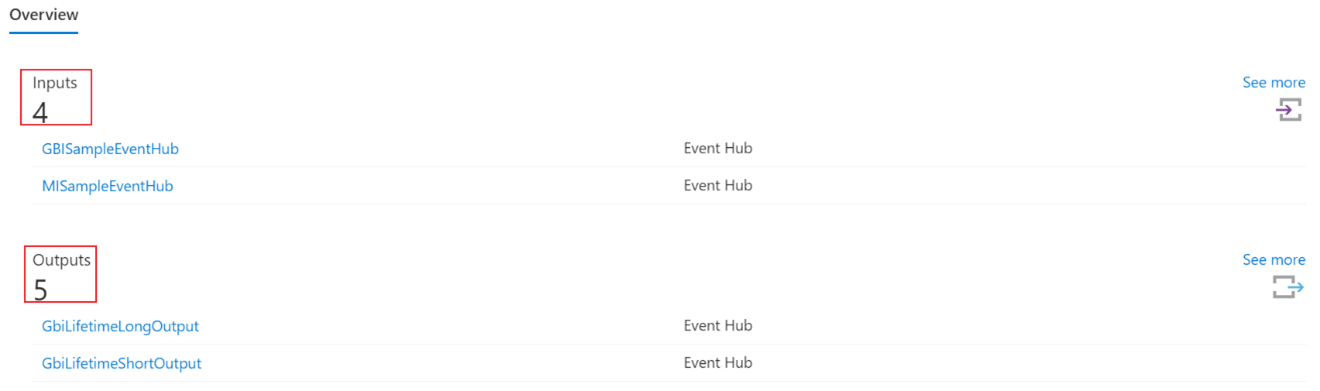 Overview
Inputs See more
4
GBISampleEventHub Event Hub
MISampleEventHub Event Hub
Outputs See more
5
GbiLifetimeLongOutput Event Hub
GbiLifetimeShortOutput Event Hub